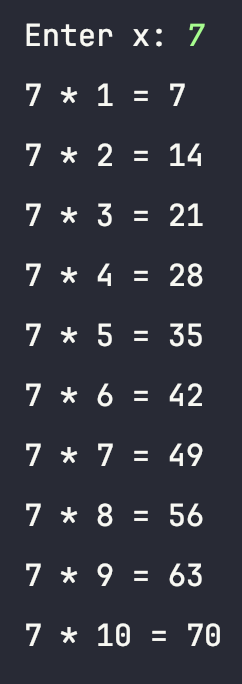 Enter x: 7
7 * 1 = 7
7 * 2 = 14
7 * 3 = 21
7 * 4 = 28
7 * 5 = 35
7 * 6 = 42
7 * 7 = 49
7 * 8 = 56
7 * 9 = 63
7 * 10 = 70